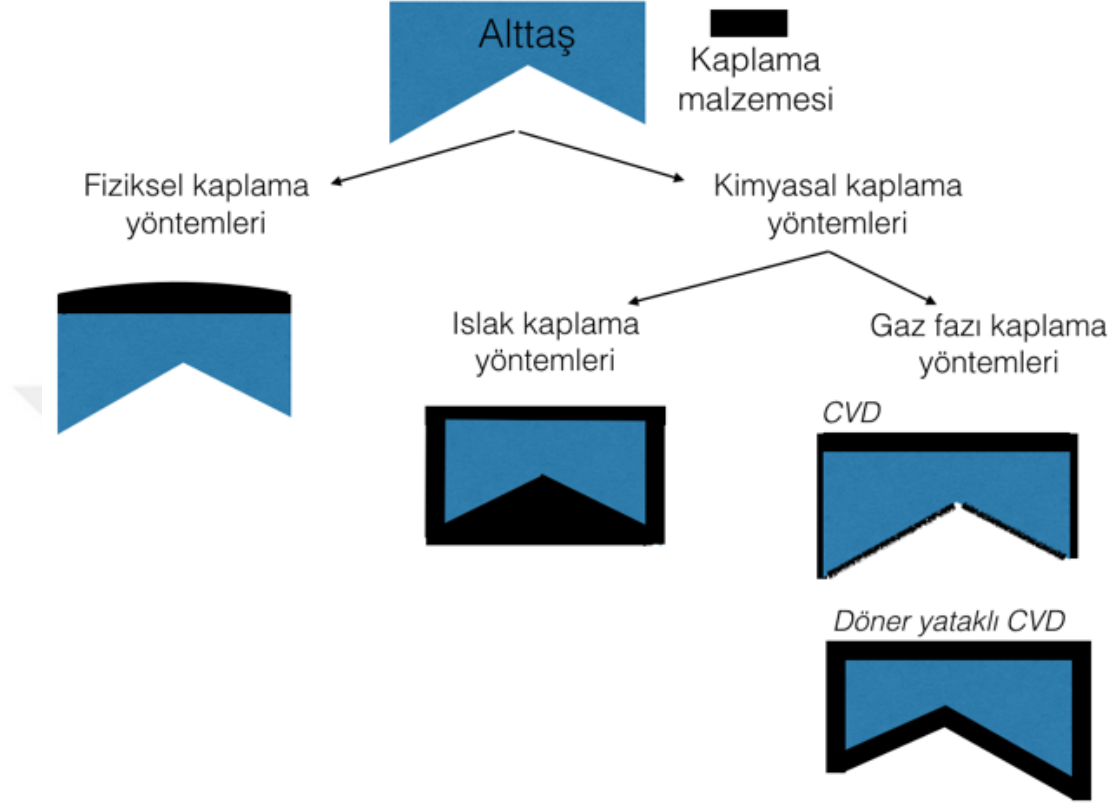 Alttaş
Kaplama
malzemesi
Fiziksel kaplama
yöntemleri
Kimyasal kaplama
yöntemleri
Islak kaplama
yöntemleri
Gaz fazı kaplama
yöntemleri
CVD
Döner yataklı CVD